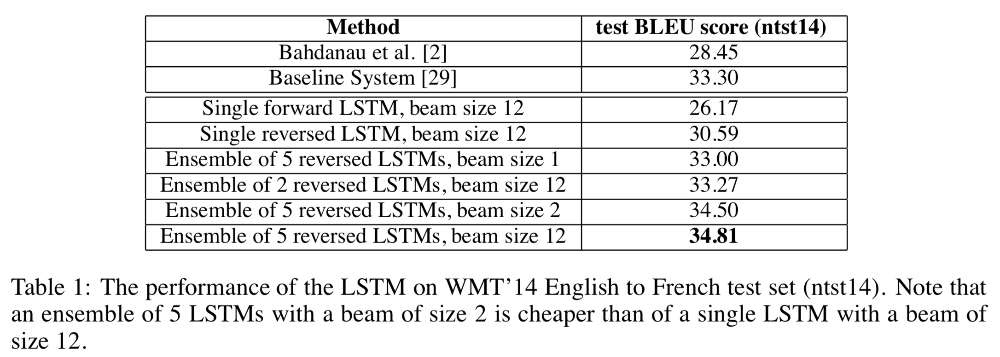 Method test BLEU score (ntst14)
Bahdanau et al. [2] 28.45
Baseline System [29] 33.30
Single forward LSTM, beam size 12 26.17
Single reversed LSTM, beam size 12 30.59
Ensemble of 5 reversed LSTMs, beam size 1 33.00
Ensemble of 2 reversed LSTMs, beam size 12 33.27
Ensemble of 5 reversed LSTMs, beam size 2 34.50
Ensemble of 5 reversed LSTMs, beam size 12 34.81
Table 1: The performance of the LSTM on WMT’14 English to French test set (ntst14). Note that
an ensemble of 5 LSTMs with a beam of size 2 is cheaper than of a single LSTM with a beam of
size 12.